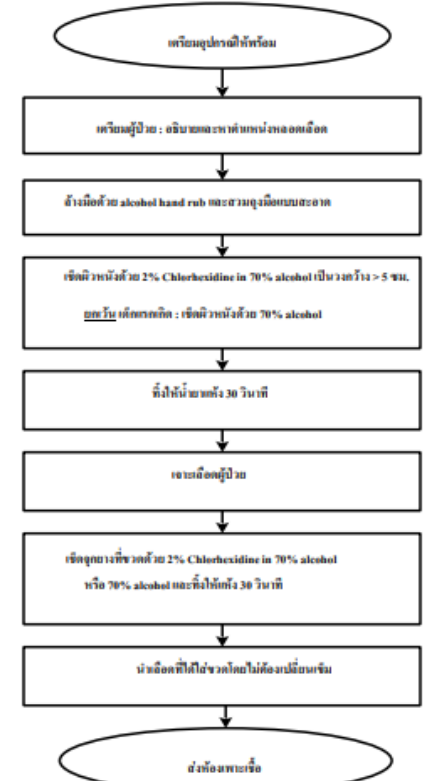 เตรียมอุปกรณ์ให้พร้อม
เตรียมผู้ป่วย : อธิบายและหาตำแหน่งหลอดเลือด
ล้างมือด้วย alcohol hand rub และสวมถุงมือแบบสะอาด
เช็ดผิวหนังด้วย 2% Chlorhexidine in 70% alcohol เป็นวงกว้าง > 5 ซม.
ยกเว้น เด็กแรกเกิด : เช็ดผิวหนังด้วย 70% alcohol
ทิ้งให้น้ำยาแห้ง 30 วินาที
เจาะเลือดผู้ป่วย
เช็ดจุกยางที่ขวดด้วย 2% Chlorhexidine in 70% alcohol
หรือ 70% alcohol และทิ้งให้แห้ง 30 วินาที
นำเลือดที่ได้ใส่ขวดโดยไม่ต้องเปลี่ยนเข็ม
ส่งห้องเพาะเชื้อ